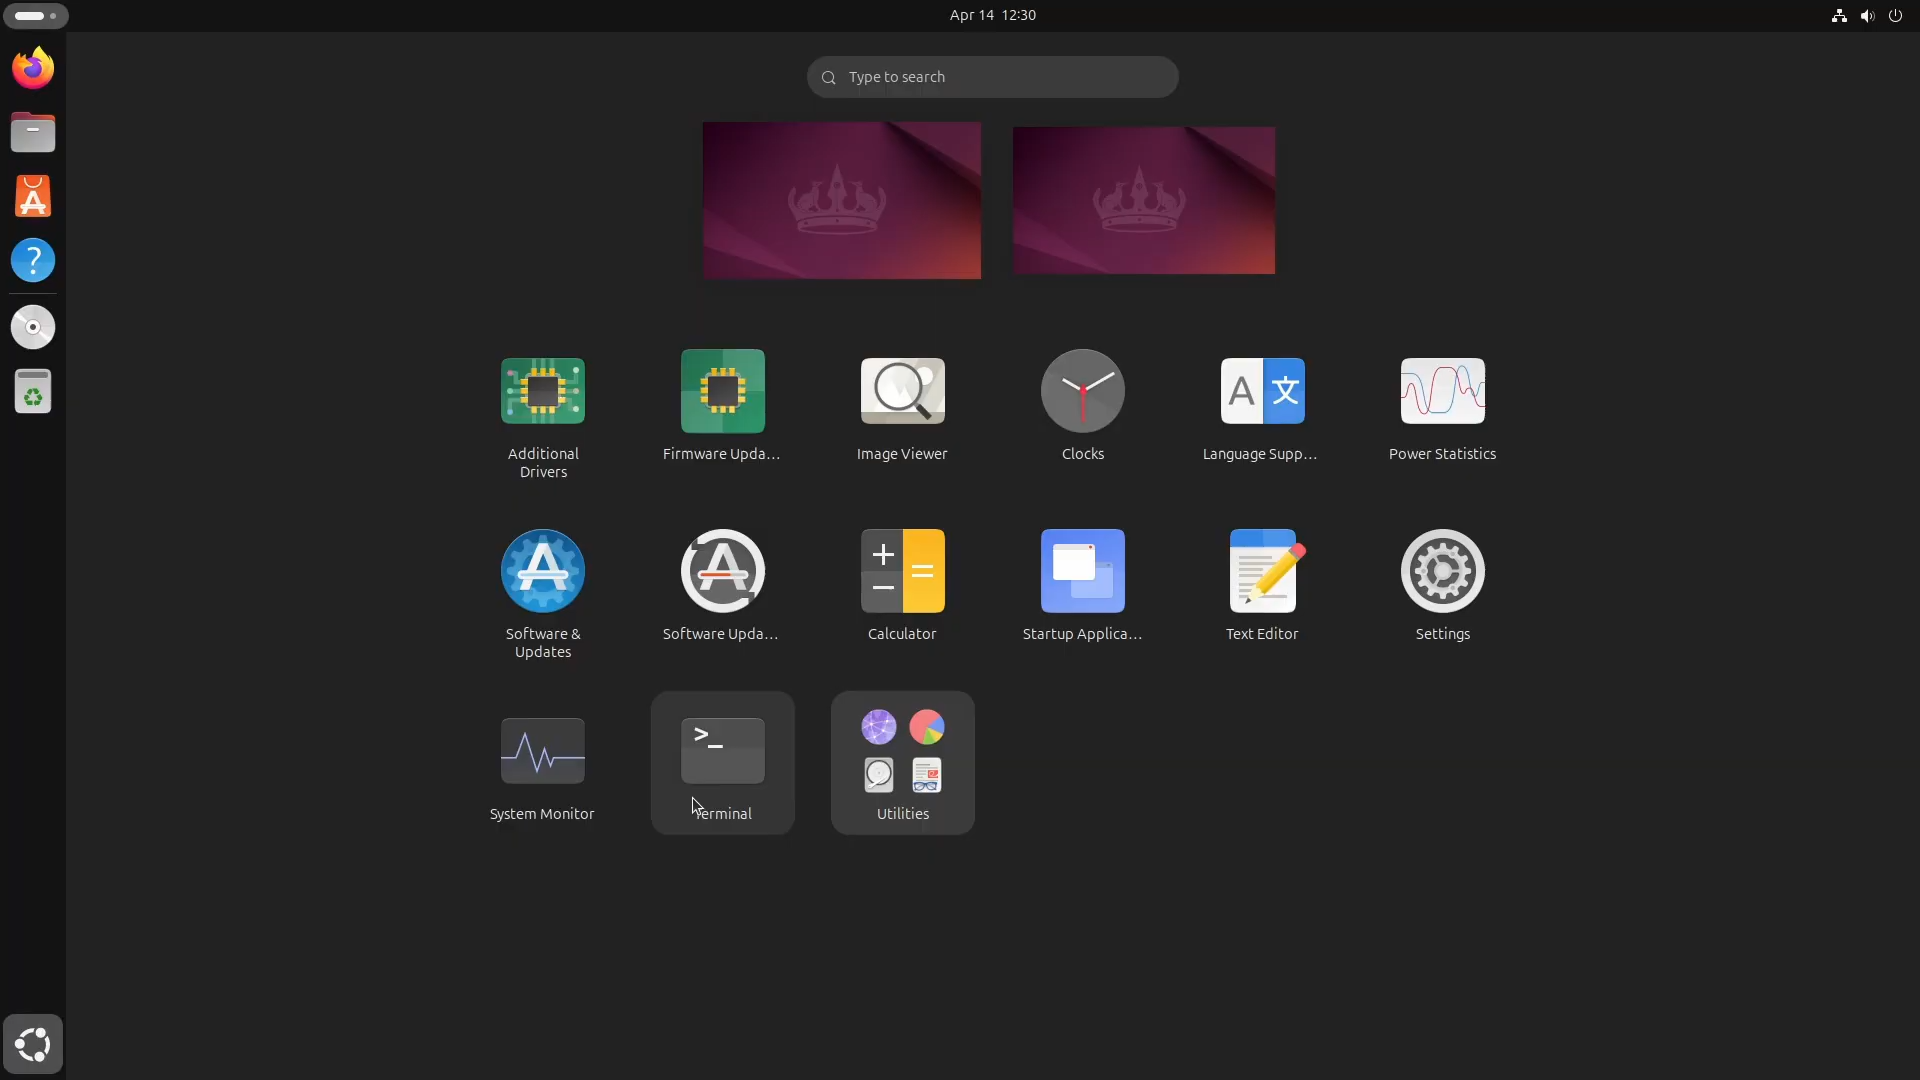 Apr 14 12:30
Type to search
Additional
Drivers
Firmware Upda...
Image Viewer
Clocks
Language Supp...
Power Statistics
Software &
Updates
Software Upda...
Calculator
Startup Applica...
Text Editor
Settings
System Monitor
Terminal
Utilities